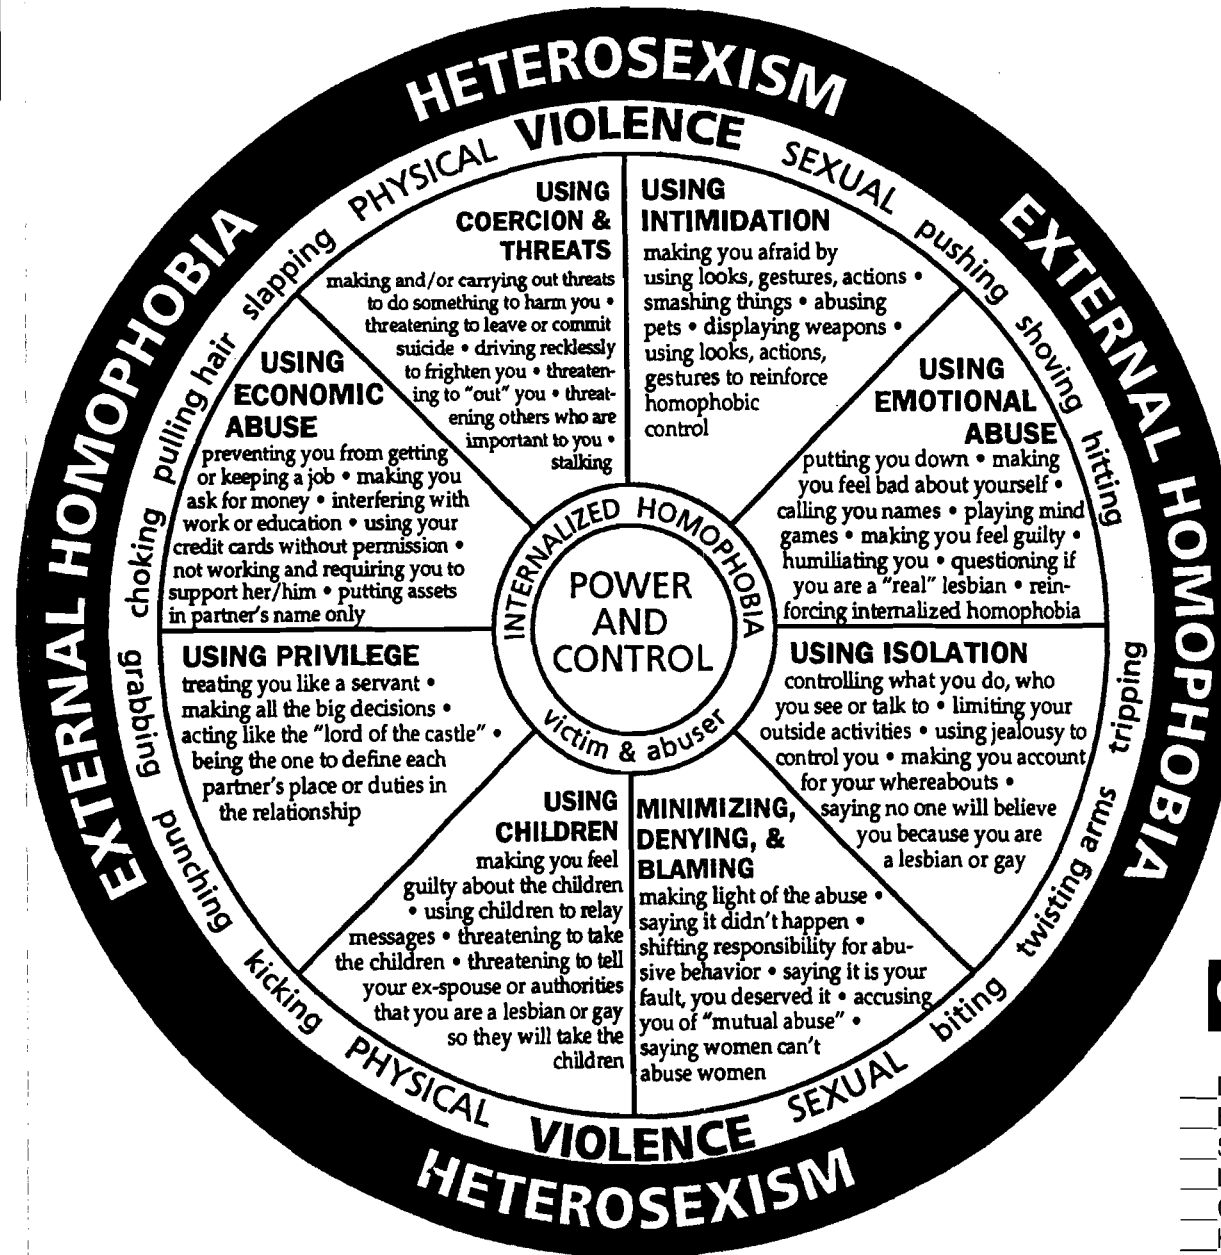 HETEROSEXISM
EXTERNAL HOMOPHOBIA
EXTERNAL HOMOPHOBIA
HETEROSEXISM
PHYSICAL VIOLENCE SEXUAL
pushing
shoving
hitting
tripping
twisting arms
biting
PHYSICAL VIOLENCE SEXUAL
kicking
punching
grabbing
choking
pulling hair
slapping
USING
COERCION &
THREATS
making and/or carrying out threats
to do something to harm you •
threatening to leave or commit
suicide • driving recklessly
to frighten you • threaten-
ing to "out" you • threat-
ening others who are
important to you •
stalking
USING
INTIMIDATION
making you afraid by
using looks, gestures, actions •
smashing things • abusing
pets • displaying weapons •
using looks, actions,
gestures to reinforce
homophobic
control
USING
EMOTIONAL
ABUSE
putting you down • making
you feel bad about yourself •
calling you names • playing mind
games • making you feel guilty •
humiliating you • questioning if
you are a "real" lesbian • rein-
forcing internalized homophobia
USING ISOLATION
controlling what you do, who
you see or talk to • limiting your
outside activities • using jealousy to
control you • making you account
for your whereabouts •
saying no one will believe
you because you are
a lesbian or gay
MINIMIZING,
DENYING, &
BLAMING
making light of the abuse •
saying it didn't happen •
shifting responsibility for abu-
sive behavior • saying it is your
fault, you deserved it • accusing
you of "mutual abuse" •
saying women can't
abuse women
USING
CHILDREN
making you feel
guilty about the children
• using children to relay
messages • threatening to take
the children • threatening to tell
your ex-spouse or authorities
that you are a lesbian or gay
so they will take the
children
USING PRIVILEGE
treating you like a servant •
making all the big decisions •
acting like the "lord of the castle" •
being the one to define each
partner's place or duties in
the relationship
USING
ECONOMIC
ABUSE
preventing you from getting
or keeping a job • making you
ask for money • interfering with
work or education • using your
credit cards without permission •
not working and requiring you to
support her/him • putting assets
in partner's name only
INTERNALIZED HOMOPHOBIA
POWER
AND
CONTROL
victim & abuser